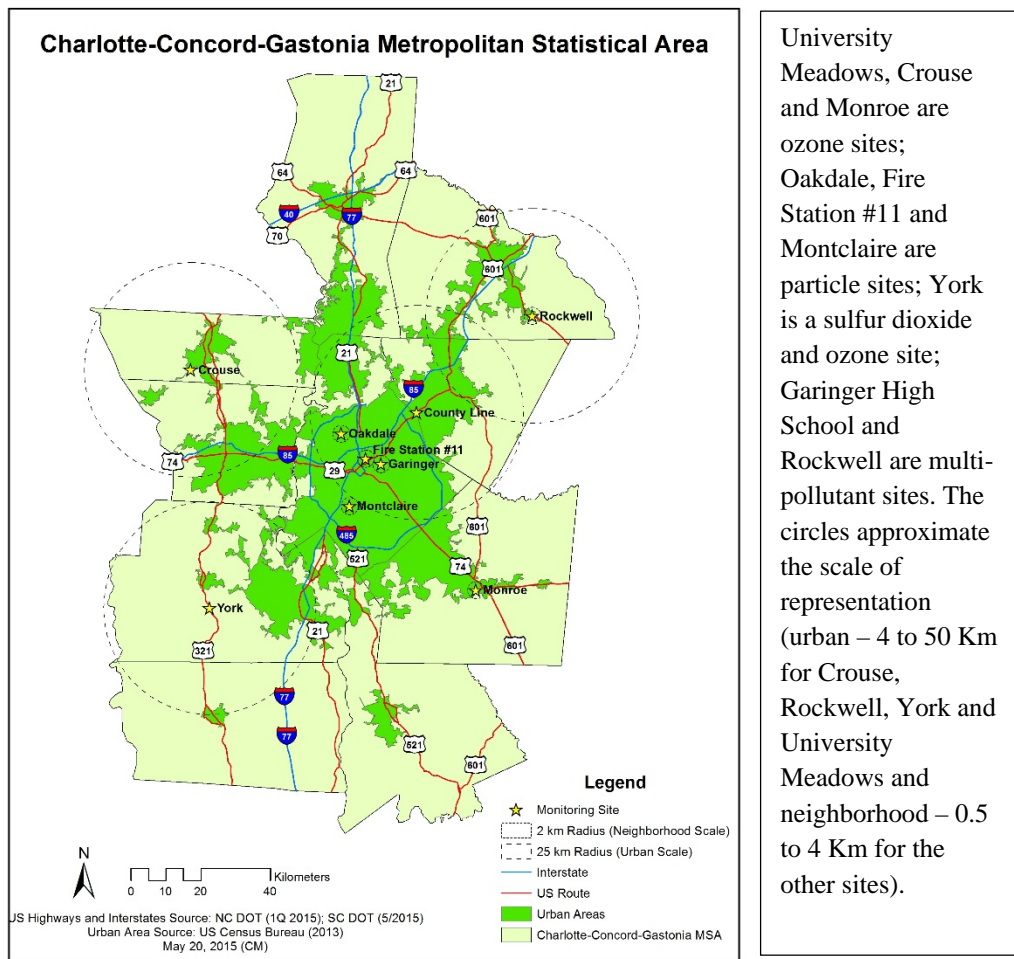 Charlotte-Concord-Gastonia Metropolitan Statistical Area
21
64
64
40
77
70
601
601
Rockwell
21
Crouse
85
County Line
Oakdale
Fire Station #11
74
85
29
Garinger
Montclaire
485
601
521
74
Monroe
York
21
321
601
77
77
521
601
Legend
Monitoring Site
2 km Radius (Neighborhood Scale)
25 km Radius (Urban Scale)
Interstate
US Route
Urban Areas
Charlotte-Concord-Gastonia MSA
N
Kilometers
0 10 20 40
US Highways and Interstates Source: NC DOT (1Q 2015); SC DOT (5/2015)
Urban Area Source: US Census Bureau (2013)
May 20, 2015 (CM)
University
Meadows, Crouse
and Monroe are
ozone sites;
Oakdale, Fire
Station #11 and
Montclaire are
particle sites; York
is a sulfur dioxide
and ozone site;
Garinger High
School and
Rockwell are multi-
pollutant sites. The
circles approximate
the scale of
representation
(urban – 4 to 50 Km
for Crouse,
Rockwell, York and
University
Meadows and
neighborhood – 0.5
to 4 Km for the
other sites).